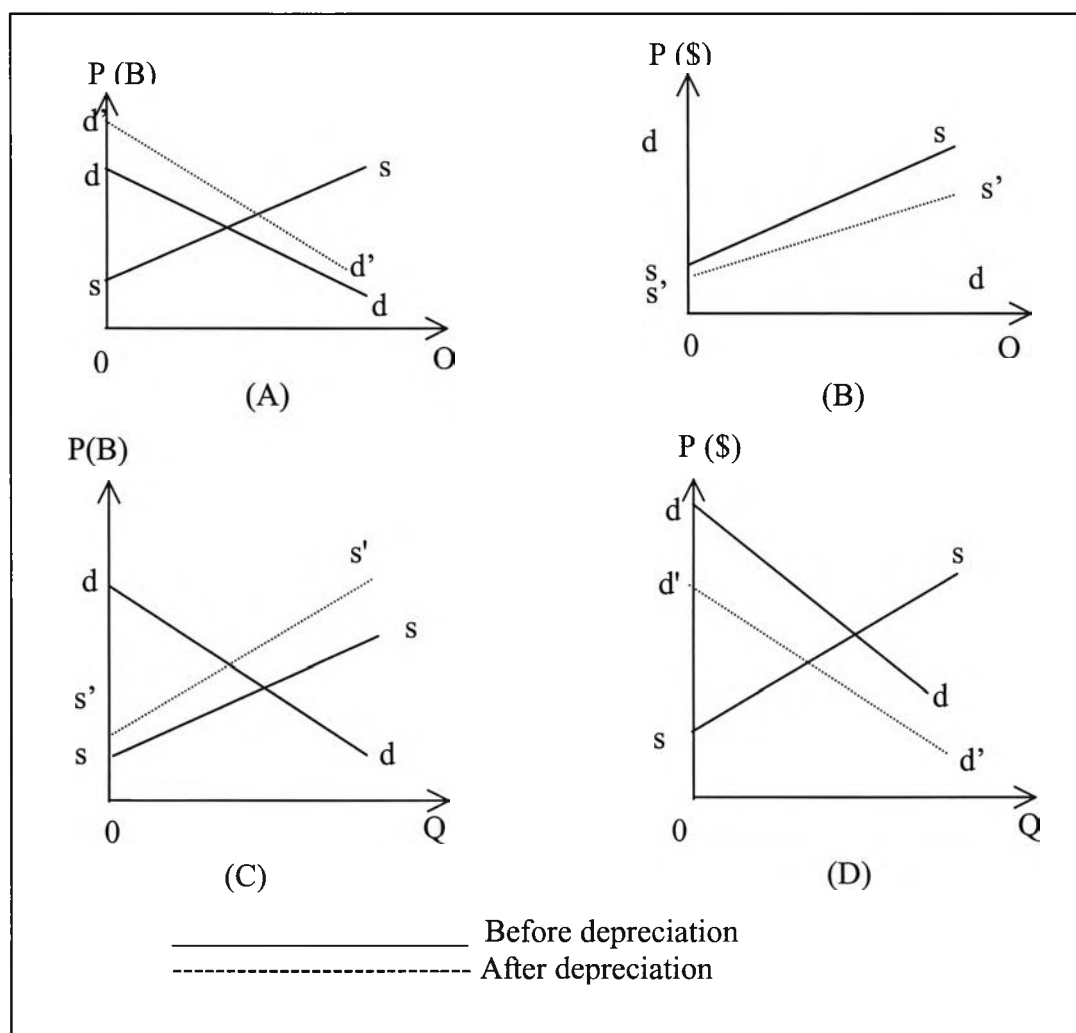 P (B)
d'
d
s
s
d'
d
0
O
(A)
P ($)
d
s
s'
s,
s'
d
0
O
(B)
P(B)
d
s'
s
s'
s
d
0
Q
(C)
P ($)
d
s
d'
d
s
d'
0
Q
(D)
Before depreciation
After depreciation